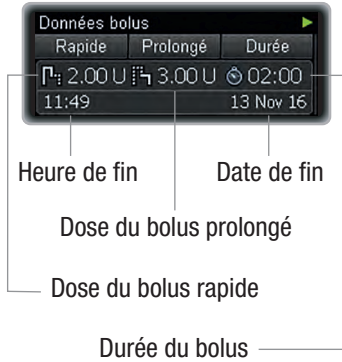 Données bolus
Rapide Prolongé Durée
2.00 U 3.00 U 02:00
11:49 13 Nov 16
Heure de fin Date de fin
Dose du bolus prolongé
Dose du bolus rapide
Durée du bolus